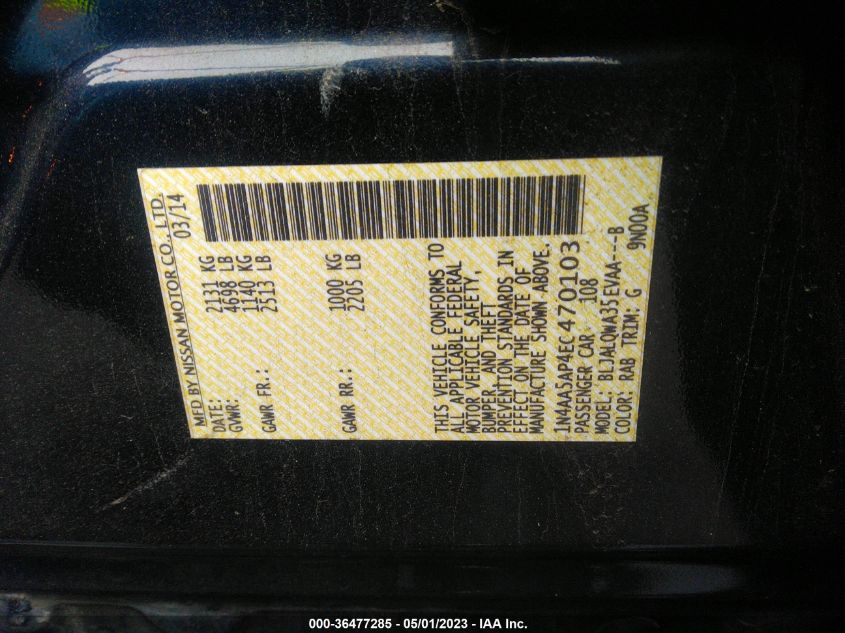 MFD BY NISSAN MOTOR CO., LTD.
DATE: 03/14
GVWR: 2131 KG
4698 LB
GAWR FR.: 1140 KG
2513 LB
GAWR RR.: 1000 KG
2205 LB
THIS VEHICLE CONFORMS TO
ALL APPLICABLE FEDERAL
MOTOR VEHICLE SAFETY,
BUMPER, AND THEFT
PREVENTION STANDARDS IN
EFFECT ON THE DATE OF
MANUFACTURE SHOWN ABOVE.
1N4AA5AP4EC470103
PASSENGER CAR 108
MODEL: BLJALOWA35EVAA---B
COLOR: RAB TRIM: G 9N00A
000-36477285 - 05/01/2023 - IAA Inc.